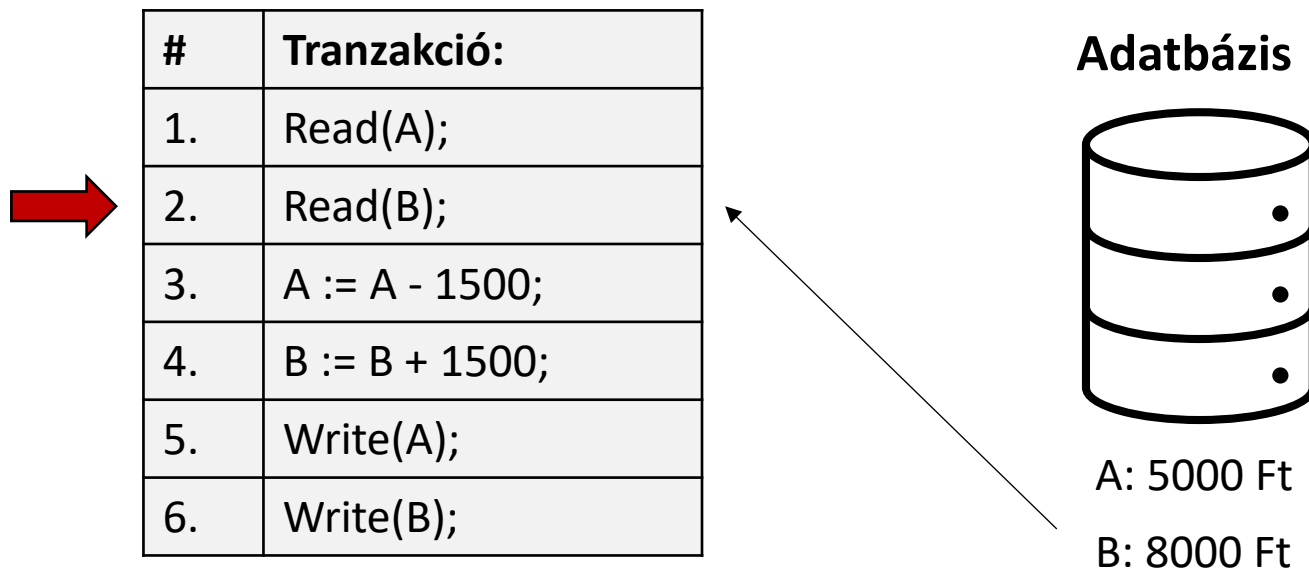 # Tranzakció:
1. Read(A);
2. Read(B);
3. A := A - 1500;
4. B := B + 1500;
5. Write(A);
6. Write(B);
Adatbázis
A: 5000 Ft
B: 8000 Ft